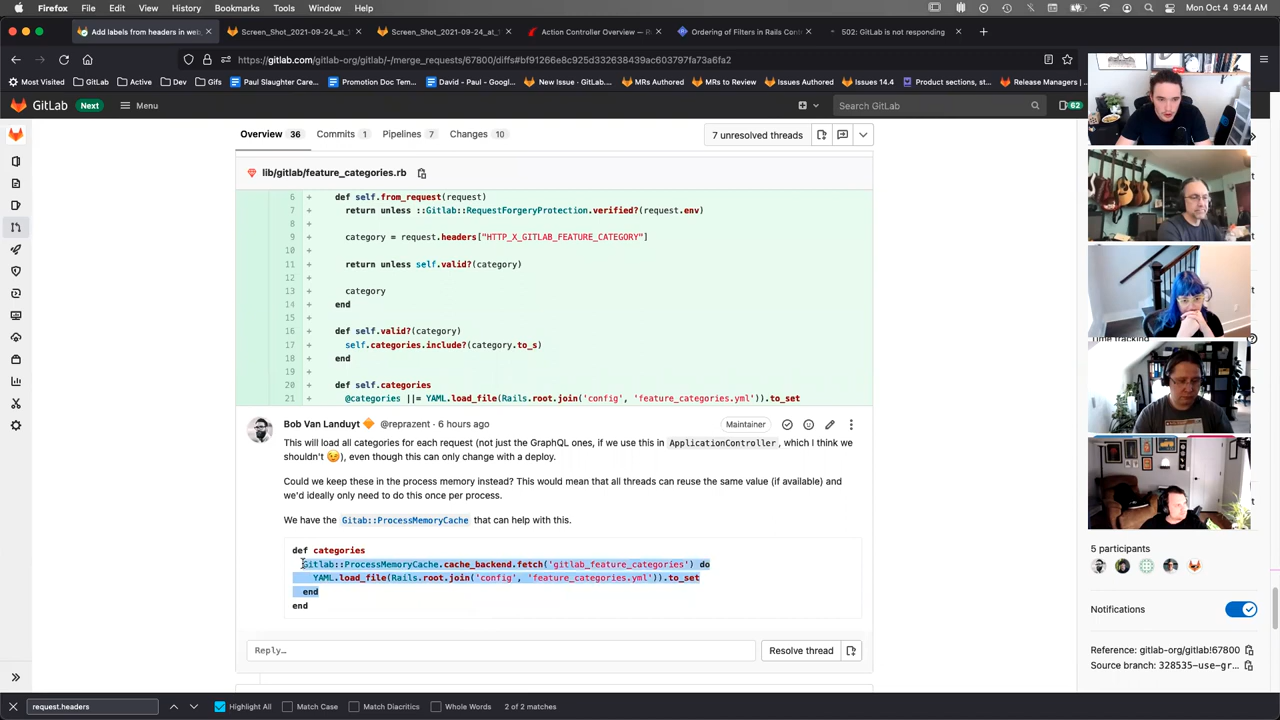 Firefox File Edit View History Bookmarks Tools Window Help
Mon Oct 4 9:44 AM
Add labels from headers in web,
Screen_Shot_2021-09-24_at_
Screen_Shot_2021-09-24_at_
Action Controller Overview — R
Ordering of Filters in Rails Con
502: GitLab is not responding
https://gitlab.com/gitlab-org/gitlab/-/merge_requests/67800/diffs#bf91266e8c925d332638439ac603797fa73a6fa2
Most Visited GitLab Active Dev Gifs Paul Slaughter Care... Promotion Doc Tem... David - Paul - Googl... New Issue · GitLab... MRs Authored MRs to Review Issues Authored Issues 14.4 Product sections, st... Release Managers |...
GitLab Next Menu Search GitLab 62
Overview 36 Commits 1 Pipelines 7 Changes 10 7 unresolved threads
lib/gitlab/feature_categories.rb
6 + def self.from_request(request)
7 + return unless ::Gitlab::RequestForgeryProtection.verified?(request.env)
8 +
9 + category = request.headers["HTTP_X_GITLAB_FEATURE_CATEGORY"]
10 +
11 + return unless self.valid?(category)
12 +
13 + category
14 + end
15 +
16 + def self.valid?(category)
17 + self.categories.include?(category.to_s)
18 + end
19 +
20 + def self.categories
21 + @categories ||= YAML.load_file(Rails.root.join('config', 'feature_categories.yml')).to_set
Bob Van Landuyt @reprazent · 6 hours ago Maintainer
This will load all categories for each request (not just the GraphQL ones, if we use this in ApplicationController, which I think we
shouldn't 😉), even though this can only change with a deploy.
Could we keep these in the process memory instead? This would mean that all threads can reuse the same value (if available) and
we'd ideally only need to do this once per process.
We have the Gitab::ProcessMemoryCache that can help with this.
def categories
Gitlab::ProcessMemoryCache.cache_backend.fetch('gitlab_feature_categories') do
YAML.load_file(Rails.root.join('config', 'feature_categories.yml')).to_set
end
end
Reply… Resolve thread
Time tracking
5 participants
Notifications
Reference: gitlab-org/gitlab!67800
Source branch: 328535-use-gr...
request.headers Highlight All Match Case Match Diacritics Whole Words 2 of 2 matches